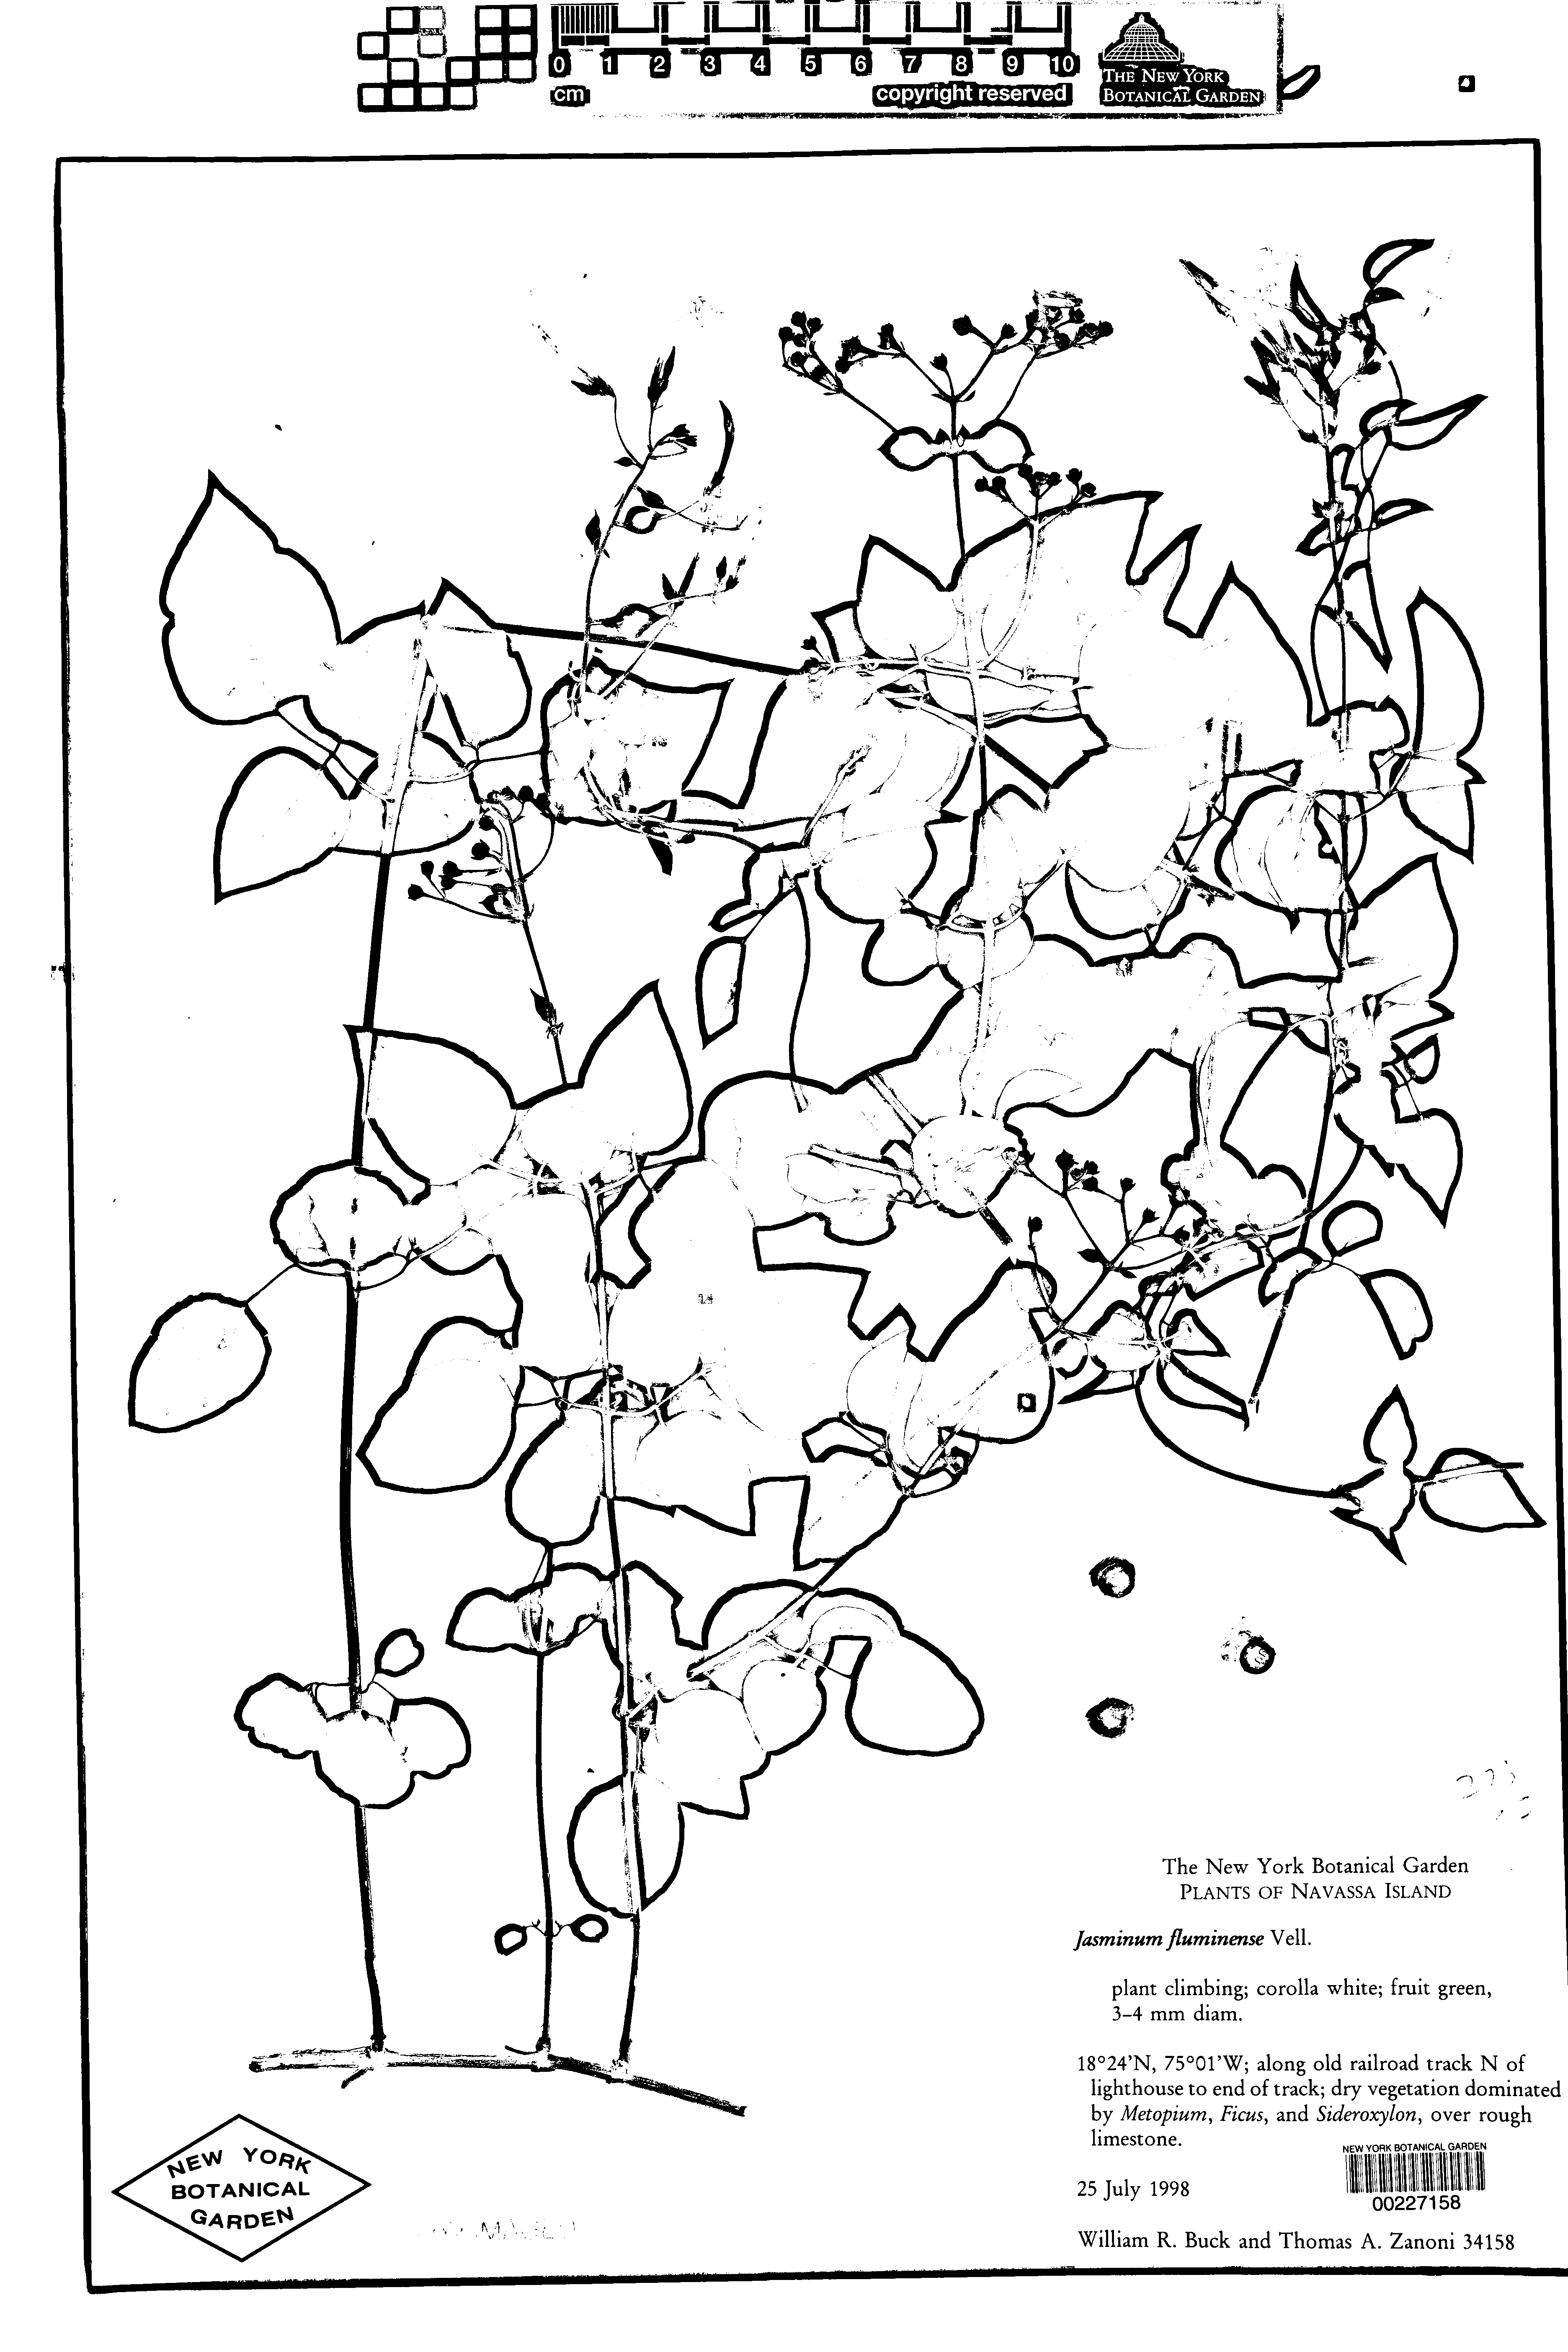 0 1 2 3 4 5 6 7 8 9 10
cm copyright reserved
THE NEW YORK
BOTANICAL GARDEN
The New York Botanical Garden
PLANTS OF NAVASSA ISLAND
Jasminum fluminense Vell.
plant climbing; corolla white; fruit green,
3–4 mm diam.
18°24'N, 75°01'W; along old railroad track N of
lighthouse to end of track; dry vegetation dominated
by Metopium, Ficus, and Sideroxylon, over rough
limestone.
NEW YORK BOTANICAL GARDEN
00227158
25 July 1998
William R. Buck and Thomas A. Zanoni 34158
NEW YORK
BOTANICAL
GARDEN